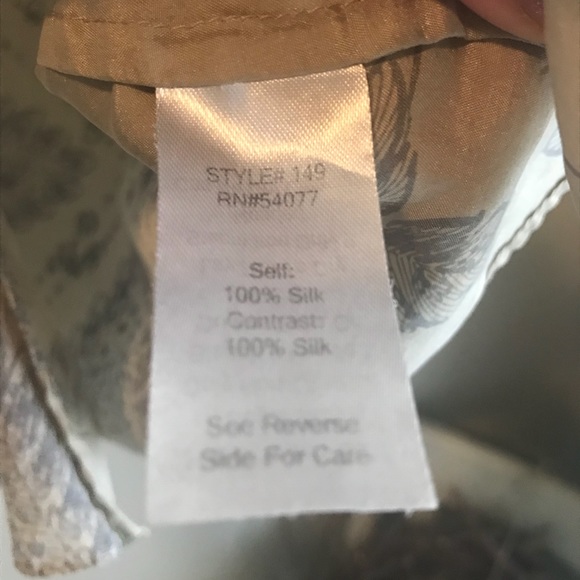 STYLE# 149
RN#54077
Self:
100% Silk
Contrast:
100% Silk
See Reverse
Side For Care